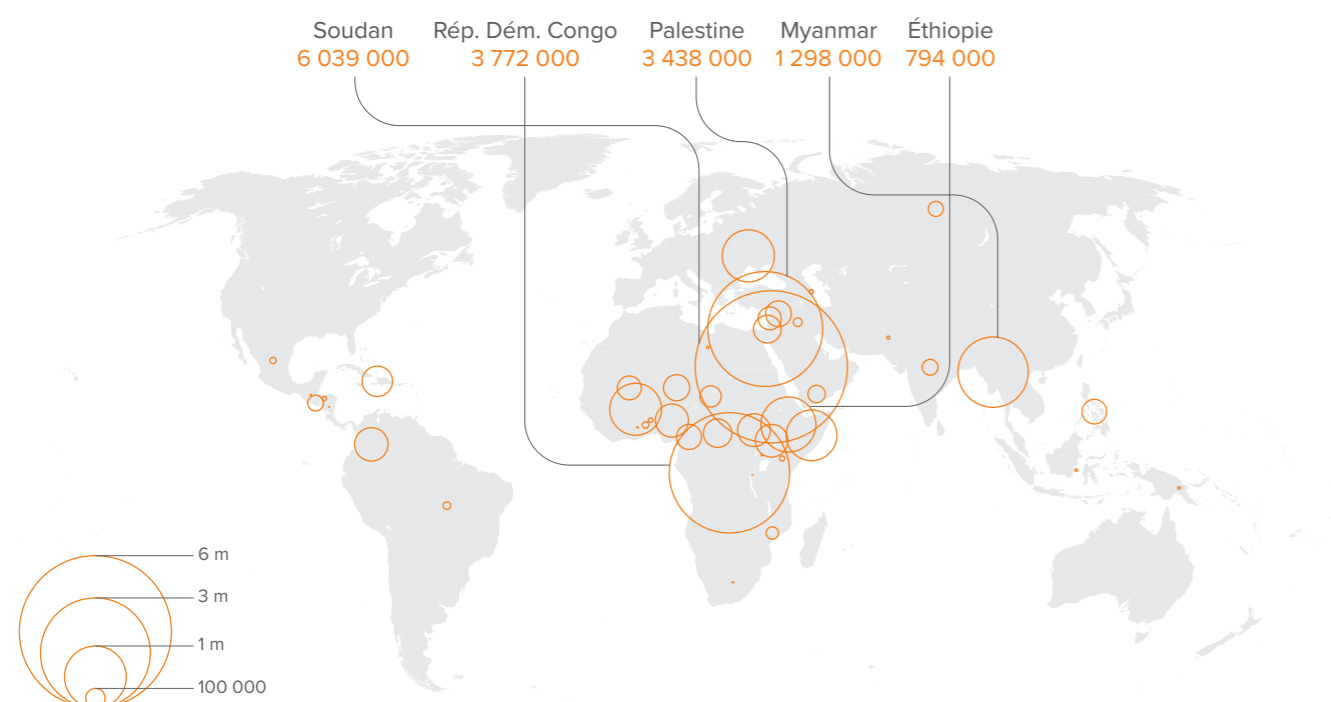 Soudan
6 039 000
Rép. Dém. Congo
3 772 000
Palestine
3 438 000
Myanmar
1 298 000
Éthiopie
794 000
6 m
3 m
1 m
100 000